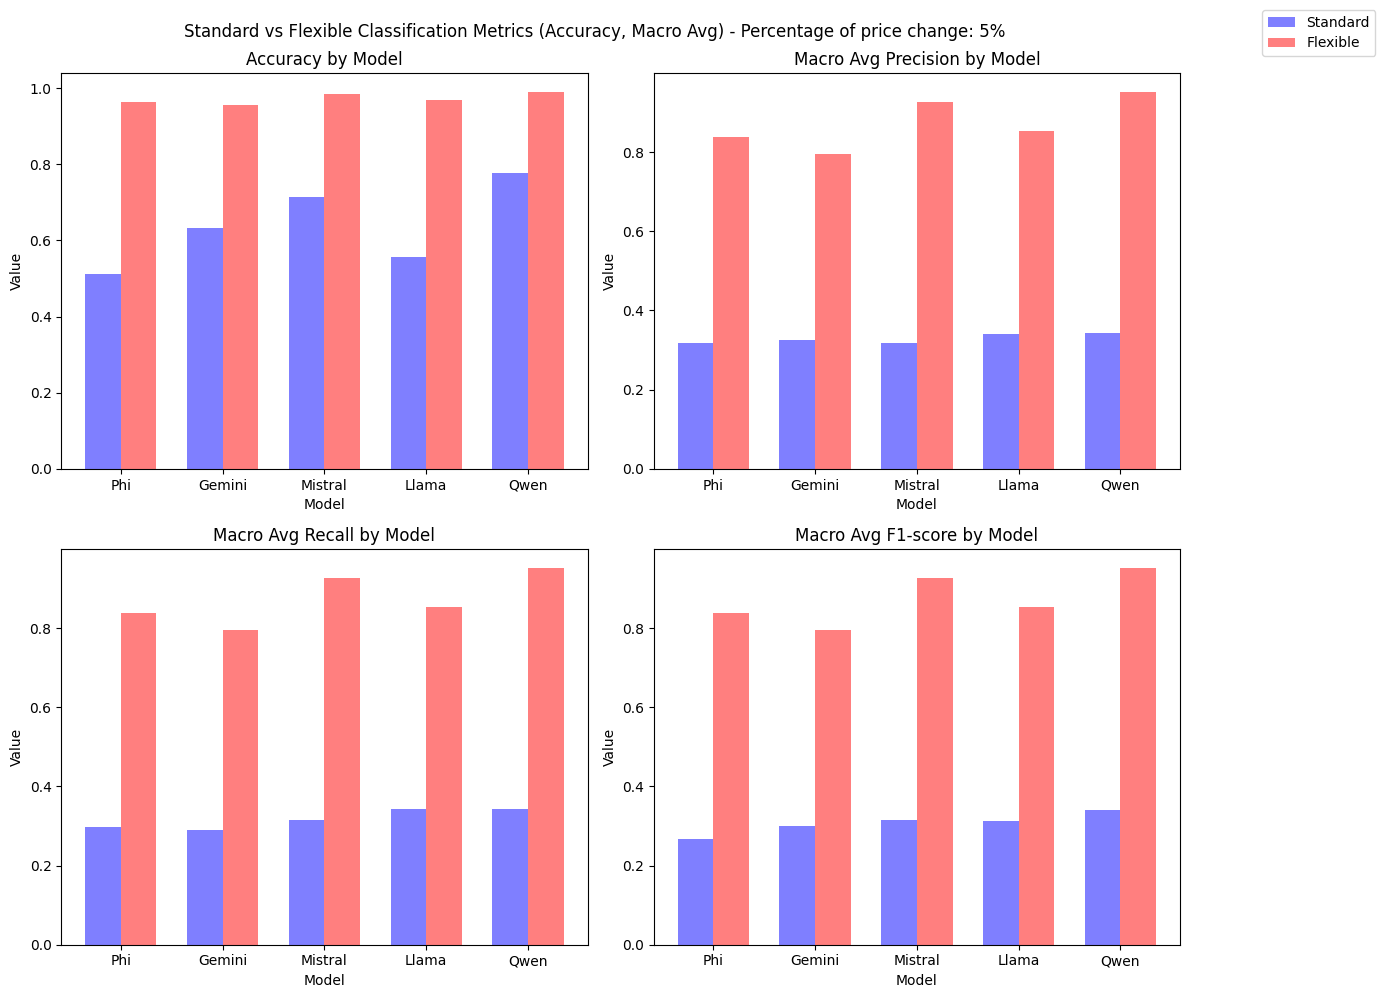 Standard vs Flexible Classification Metrics (Accuracy, Macro Avg) - Percentage of price change: 5%
Standard
Flexible
Accuracy by Model
Value
1.0
0.8
0.6
0.4
0.2
0.0
Phi Gemini Mistral Llama Qwen
Model
Macro Avg Precision by Model
Value
0.8
0.6
0.4
0.2
0.0
Phi Gemini Mistral Llama Qwen
Model
Macro Avg Recall by Model
Value
0.8
0.6
0.4
0.2
0.0
Phi Gemini Mistral Llama Qwen
Model
Macro Avg F1-score by Model
Value
0.8
0.6
0.4
0.2
0.0
Phi Gemini Mistral Llama Qwen
Model